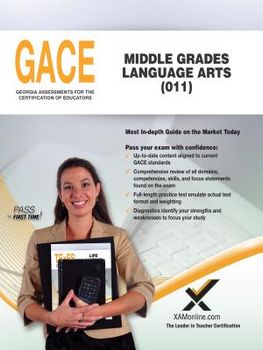 GACE
GEORGIA ASSESSMENTS FOR THE
CERTIFICATION OF EDUCATORS
MIDDLE GRADES
LANGUAGE ARTS
(011)
Most In-depth Guide on the Market Today
Pass your exam with confidence:
Up-to-date content aligned to current
GACE standards
Comprehensive review of all domains,
competencies, skills, and focus statements
found on the exam
Full-length practice test emulate actual test
format and weighting
Diagnostics identify your strengths and
weaknesses to focus your study
PASS
THE FIRST TIME!
LIFE
XAMonline.com
The Leader in Teacher Certification